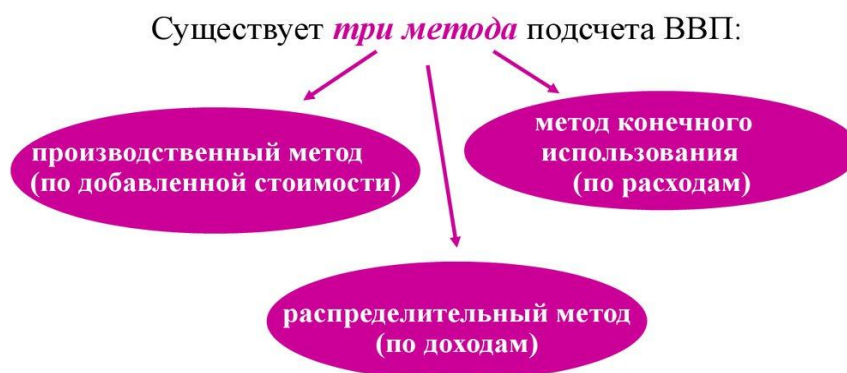 Существует три метода подсчета ВВП:
производственный метод
(по добавленной стоимости)
метод конечного
использования
(по расходам)
распределительный метод
(по доходам)